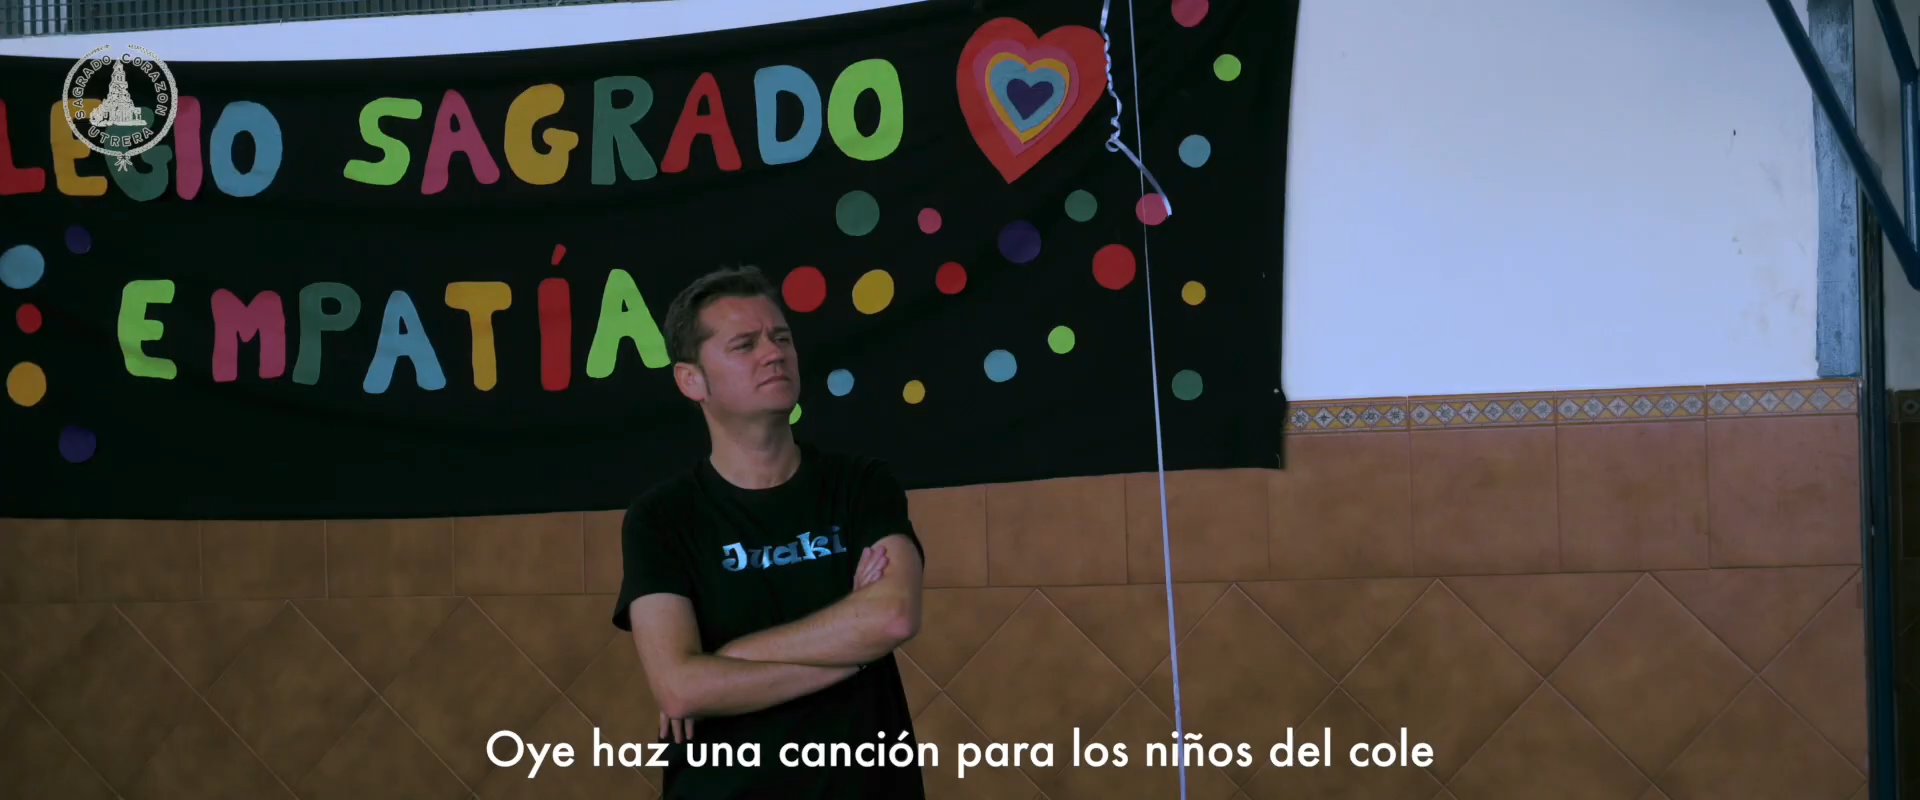 SAGRADO CORAZON
UTRERA
LEGIO SAGRADO
EMPATÍA
Juaki
Oye haz una canción para los niños del cole